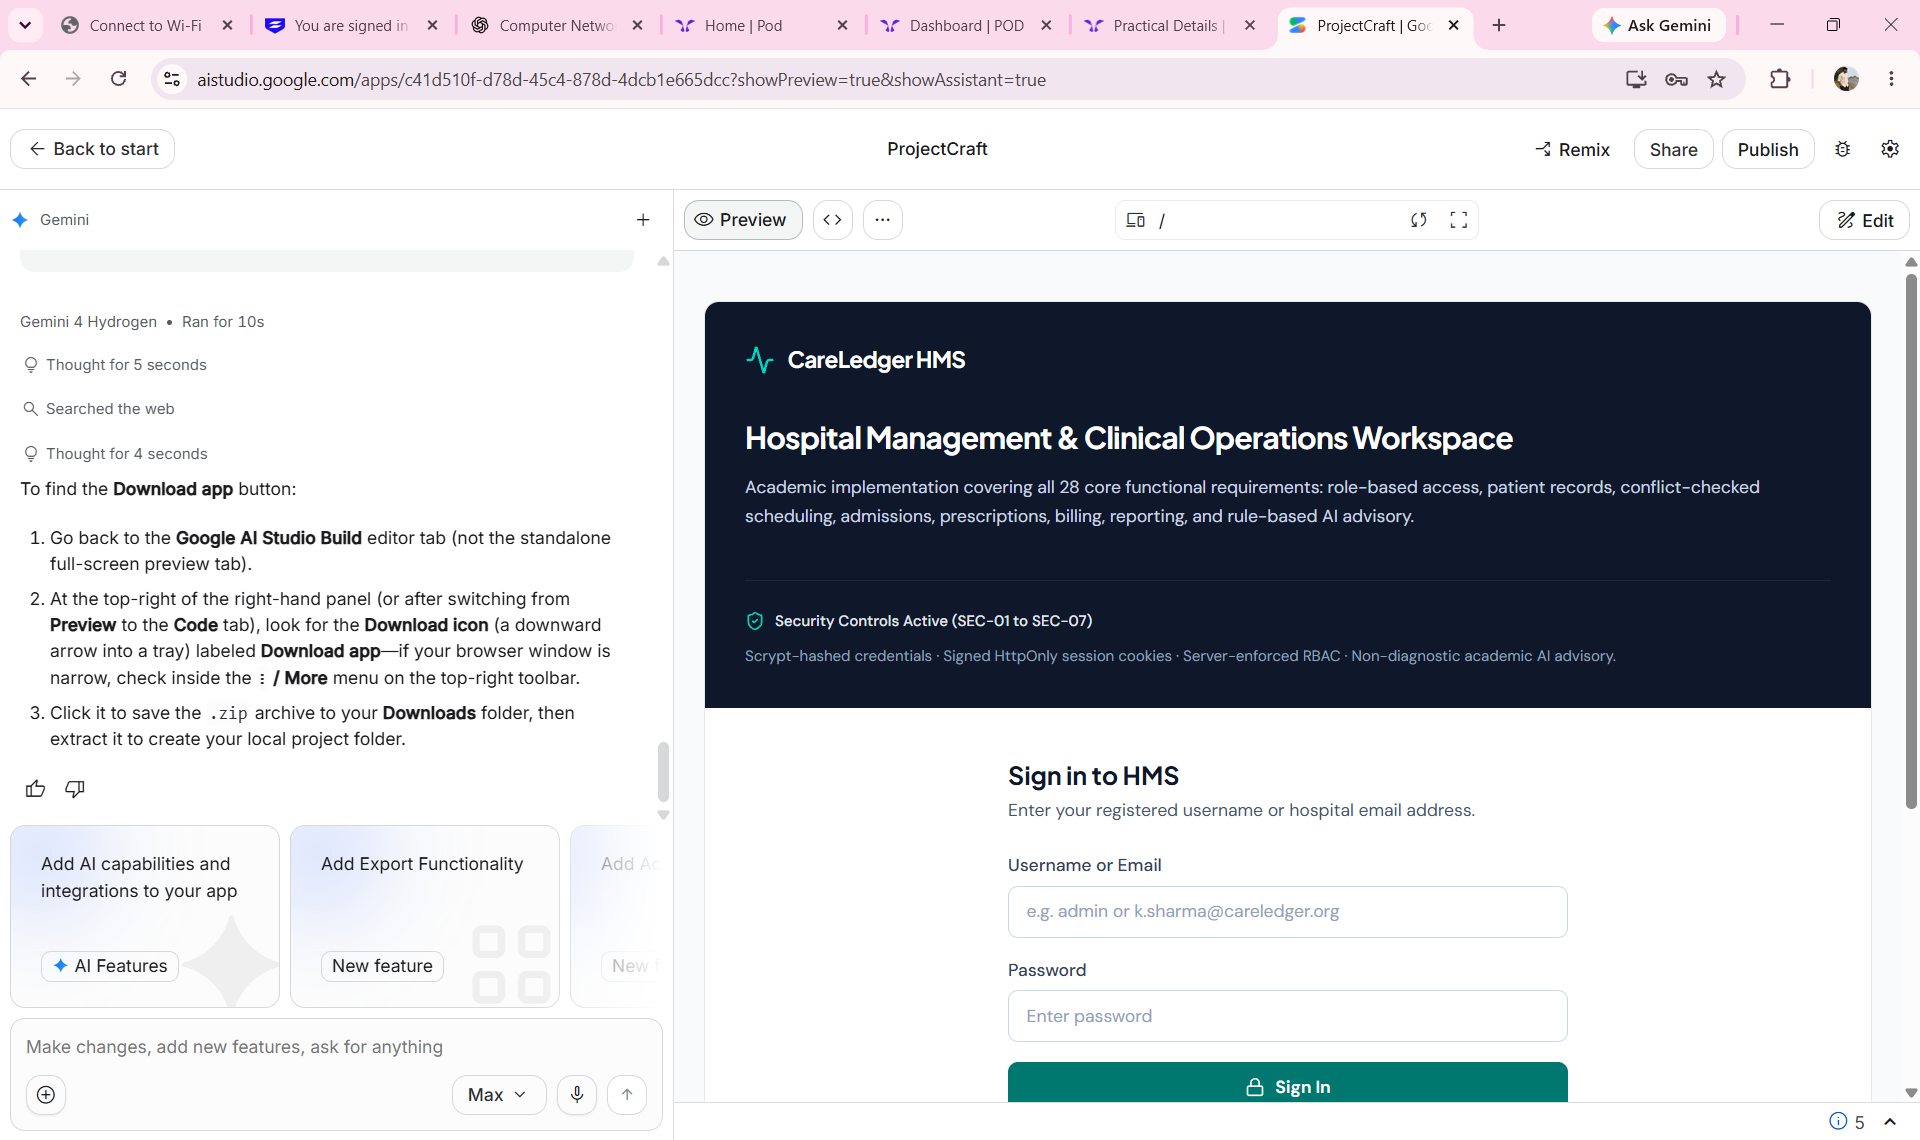 Connect to Wi-Fi
You are signed in
Computer Netwo
Home | Pod
Dashboard | POD
Practical Details |
ProjectCraft | Goo
Ask Gemini
aistudio.google.com/apps/c41d510f-d78d-45c4-878d-4dcb1e665dcc?showPreview=true&showAssistant=true
Back to start
ProjectCraft
Remix
Share
Publish
Gemini
Preview
/
Edit
Gemini 4 Hydrogen • Ran for 10s
Thought for 5 seconds
Searched the web
Thought for 4 seconds
To find the Download app button:
1. Go back to the Google AI Studio Build editor tab (not the standalone
full-screen preview tab).
2. At the top-right of the right-hand panel (or after switching from
Preview to the Code tab), look for the Download icon (a downward
arrow into a tray) labeled Download app—if your browser window is
narrow, check inside the ⋮ / More menu on the top-right toolbar.
3. Click it to save the .zip archive to your Downloads folder, then
extract it to create your local project folder.
Add AI capabilities and
integrations to your app
AI Features
Add Export Functionality
New feature
Add Ac
New f
Make changes, add new features, ask for anything
Max
CareLedger HMS
Hospital Management & Clinical Operations Workspace
Academic implementation covering all 28 core functional requirements: role-based access, patient records, conflict-checked
scheduling, admissions, prescriptions, billing, reporting, and rule-based AI advisory.
Security Controls Active (SEC-01 to SEC-07)
Scrypt-hashed credentials · Signed HttpOnly session cookies · Server-enforced RBAC · Non-diagnostic academic AI advisory.
Sign in to HMS
Enter your registered username or hospital email address.
Username or Email
e.g. admin or k.sharma@careledger.org
Password
Enter password
Sign In
5